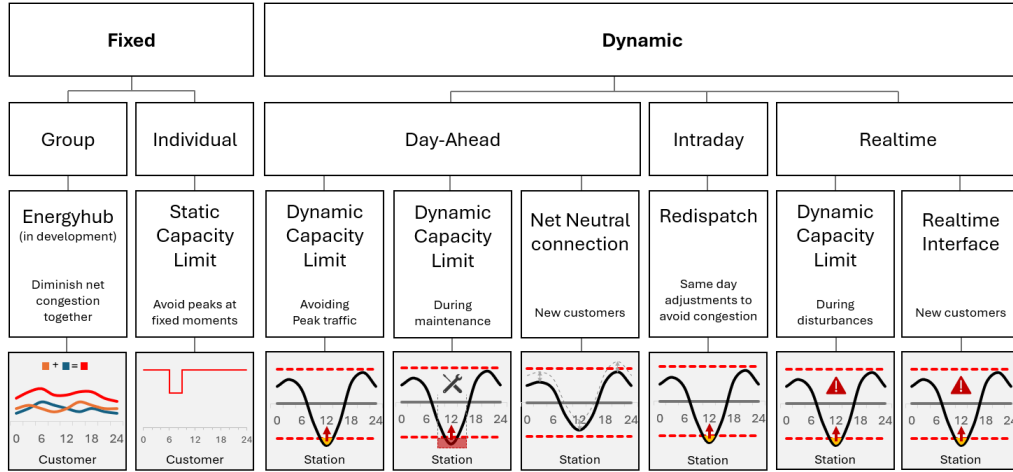 Fixed
Dynamic
Group
Individual
Day-Ahead
Intraday
Realtime
Energyhub
(in development)
Diminish net
congestion
together
Static
Capacity
Limit
Avoid peaks at
fixed moments
Dynamic
Capacity
Limit
Avoiding
Peak traffic
Dynamic
Capacity
Limit
During
maintenance
Net Neutral
connection
New customers
Redispatch
Same day
adjustments to
avoid congestion
Dynamic
Capacity
Limit
During
disturbances
Realtime
Interface
New customers
+ =
0 6 12 18 24
Customer
0 6 12 18 24
Customer
0 6 12 18 24
Station
0 6 12 18 24
Station
0 6 12 18 24
Station
0 6 12 18 24
Station
0 6 12 18 24
Station
0 6 12 18 24
Station